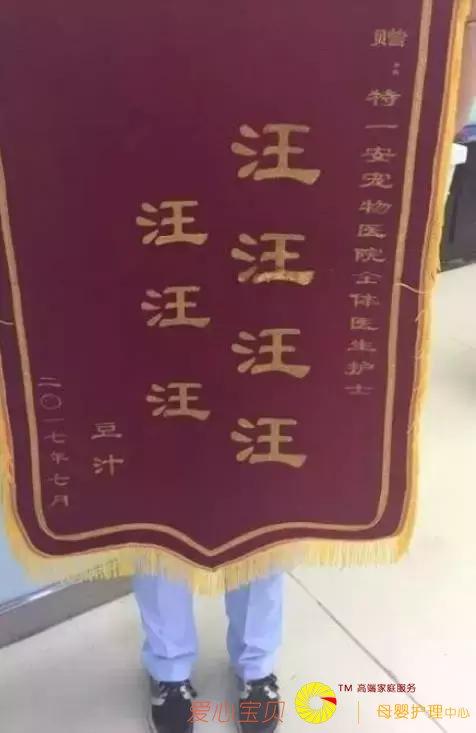 赠：
特一安宠物医院全体医生护士
汪汪汪汪
汪汪汪
豆汁
二〇一七年七月
爱心宝贝
TM 高端家庭服务
母婴护理中心